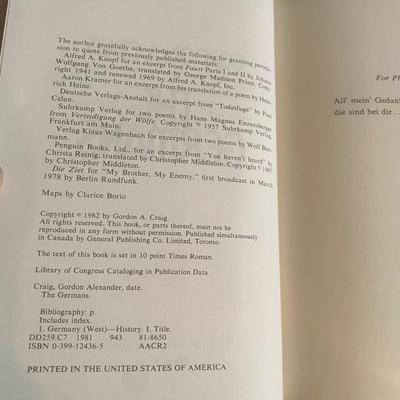 The author gratefully acknowledges the following for granting permis-
sion to quote from previously published materials:
Alfred A. Knopf for an excerpt from Faust Parts I and II by Johann
Wolfgang Von Goethe, translated by George Madison Priest. Copy-
right 1941 and renewed 1969 by Alfred A. Knopf, Inc.
Aaron Kramer for an excerpt from his translation of a poem by Hein-
rich Heine.
Deutsche Verlags-Anstalt for an excerpt from "Todesfuge" by Paul
Celan.
Suhrkamp Verlag for two poems by Hans Magnus Enzensberger
from Verteidigung der Wölfe. Copyright © 1957 Suhrkamp Verlag,
Frankfurt am Main.
Verlag Klaus Wagenbach for excerpts from two poems by Wolf Bier-
mann.
Penguin Books, Ltd., for an excerpt from "You haven't heard" by
Christa Reinig, translated by Christopher Middleton. Copyright © 1967
by Christopher Middleton.
Die Ziet for "My Brother, My Enemy," first broadcast in March
1978 by Berlin Rundfunk.
Maps by Clarice Borio
Copyright © 1982 by Gordon A. Craig
All rights reserved. This book, or parts thereof, must not be
reproduced in any form without permission. Published simultaneously
in Canada by General Publishing Co. Limited, Toronto.
The text of this book is set in 10 point Times Roman.
Library of Congress Cataloging in Publication Data
Craig, Gordon Alexander, date.
The Germans.
Bibliography: p.
Includes index.
1. Germany (West)—History. I. Title.
DD259.C7 1981 943 81-8650
ISBN 0-399-12436-5 AACR2
PRINTED IN THE UNITED STATES OF AMERICA
For
All' mein'
die sind bei dir . .